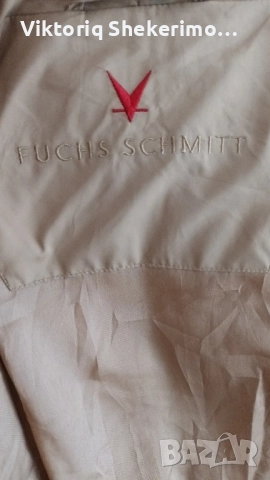 Viktoriq Shekerimo...
FUCHS SCHMITT
BAZAR